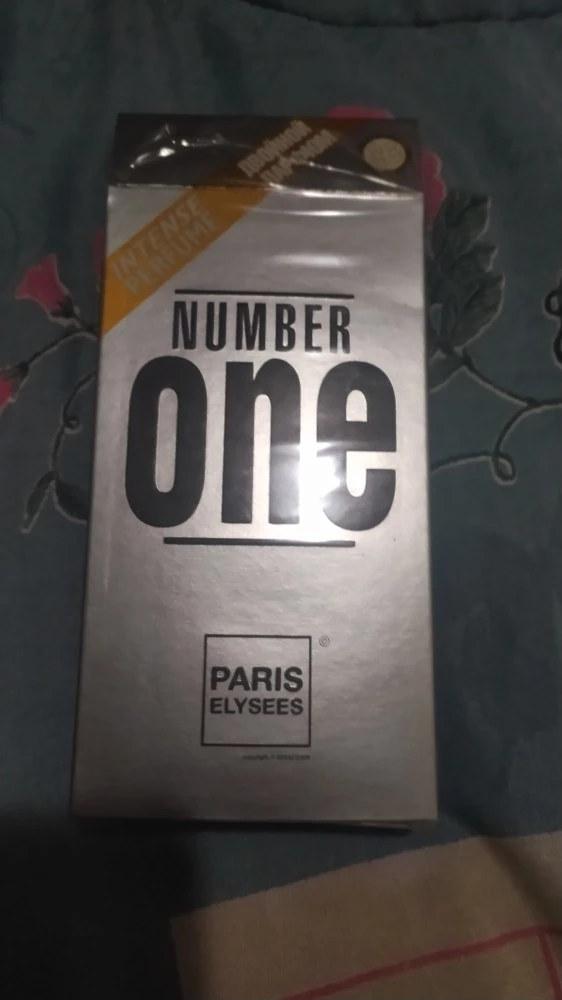 INTENSE
PERFUME
NUMBER
one
©
PARIS
ELYSEES